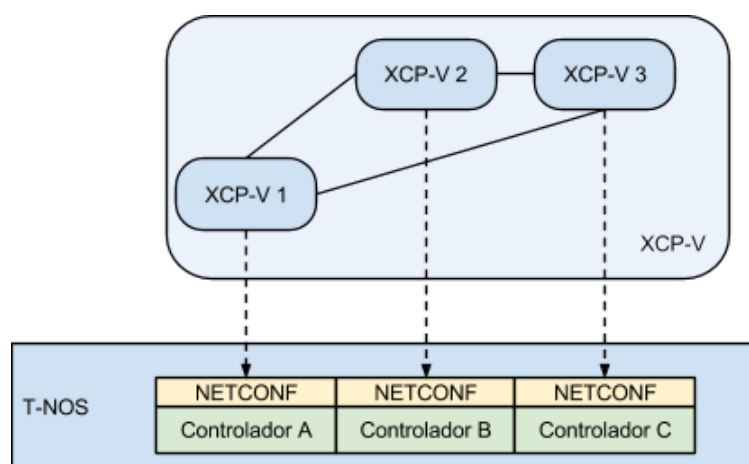 XCP-V 2
XCP-V 3
XCP-V 1
XCP-V
T-NOS
NETCONF
NETCONF
NETCONF
Controlador A
Controlador B
Controlador C